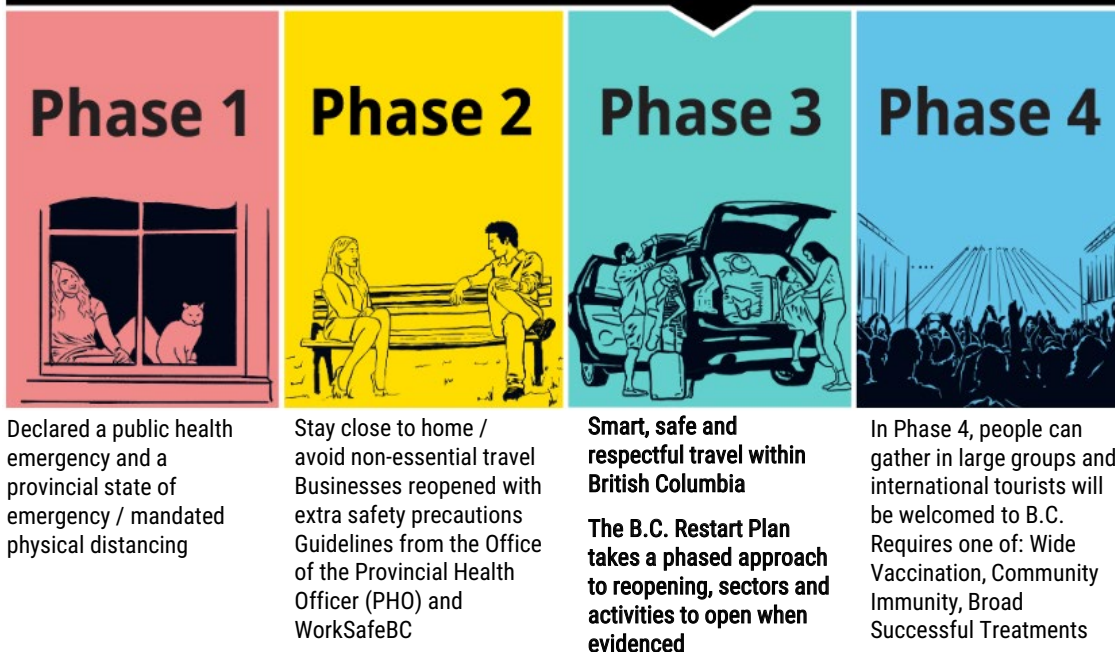 Phase 1
Declared a public health
emergency and a
provincial state of
emergency / mandated
physical distancing
Phase 2
Stay close to home /
avoid non-essential travel
Businesses reopened with
extra safety precautions
Guidelines from the Office
of the Provincial Health
Officer (PHO) and
WorkSafeBC
Phase 3
Smart, safe and
respectful travel within
British Columbia
The B.C. Restart Plan
takes a phased approach
to reopening, sectors and
activities to open when
evidenced
Phase 4
In Phase 4, people can
gather in large groups and
international tourists will
be welcomed to B.C.
Requires one of: Wide
Vaccination, Community
Immunity, Broad
Successful Treatments